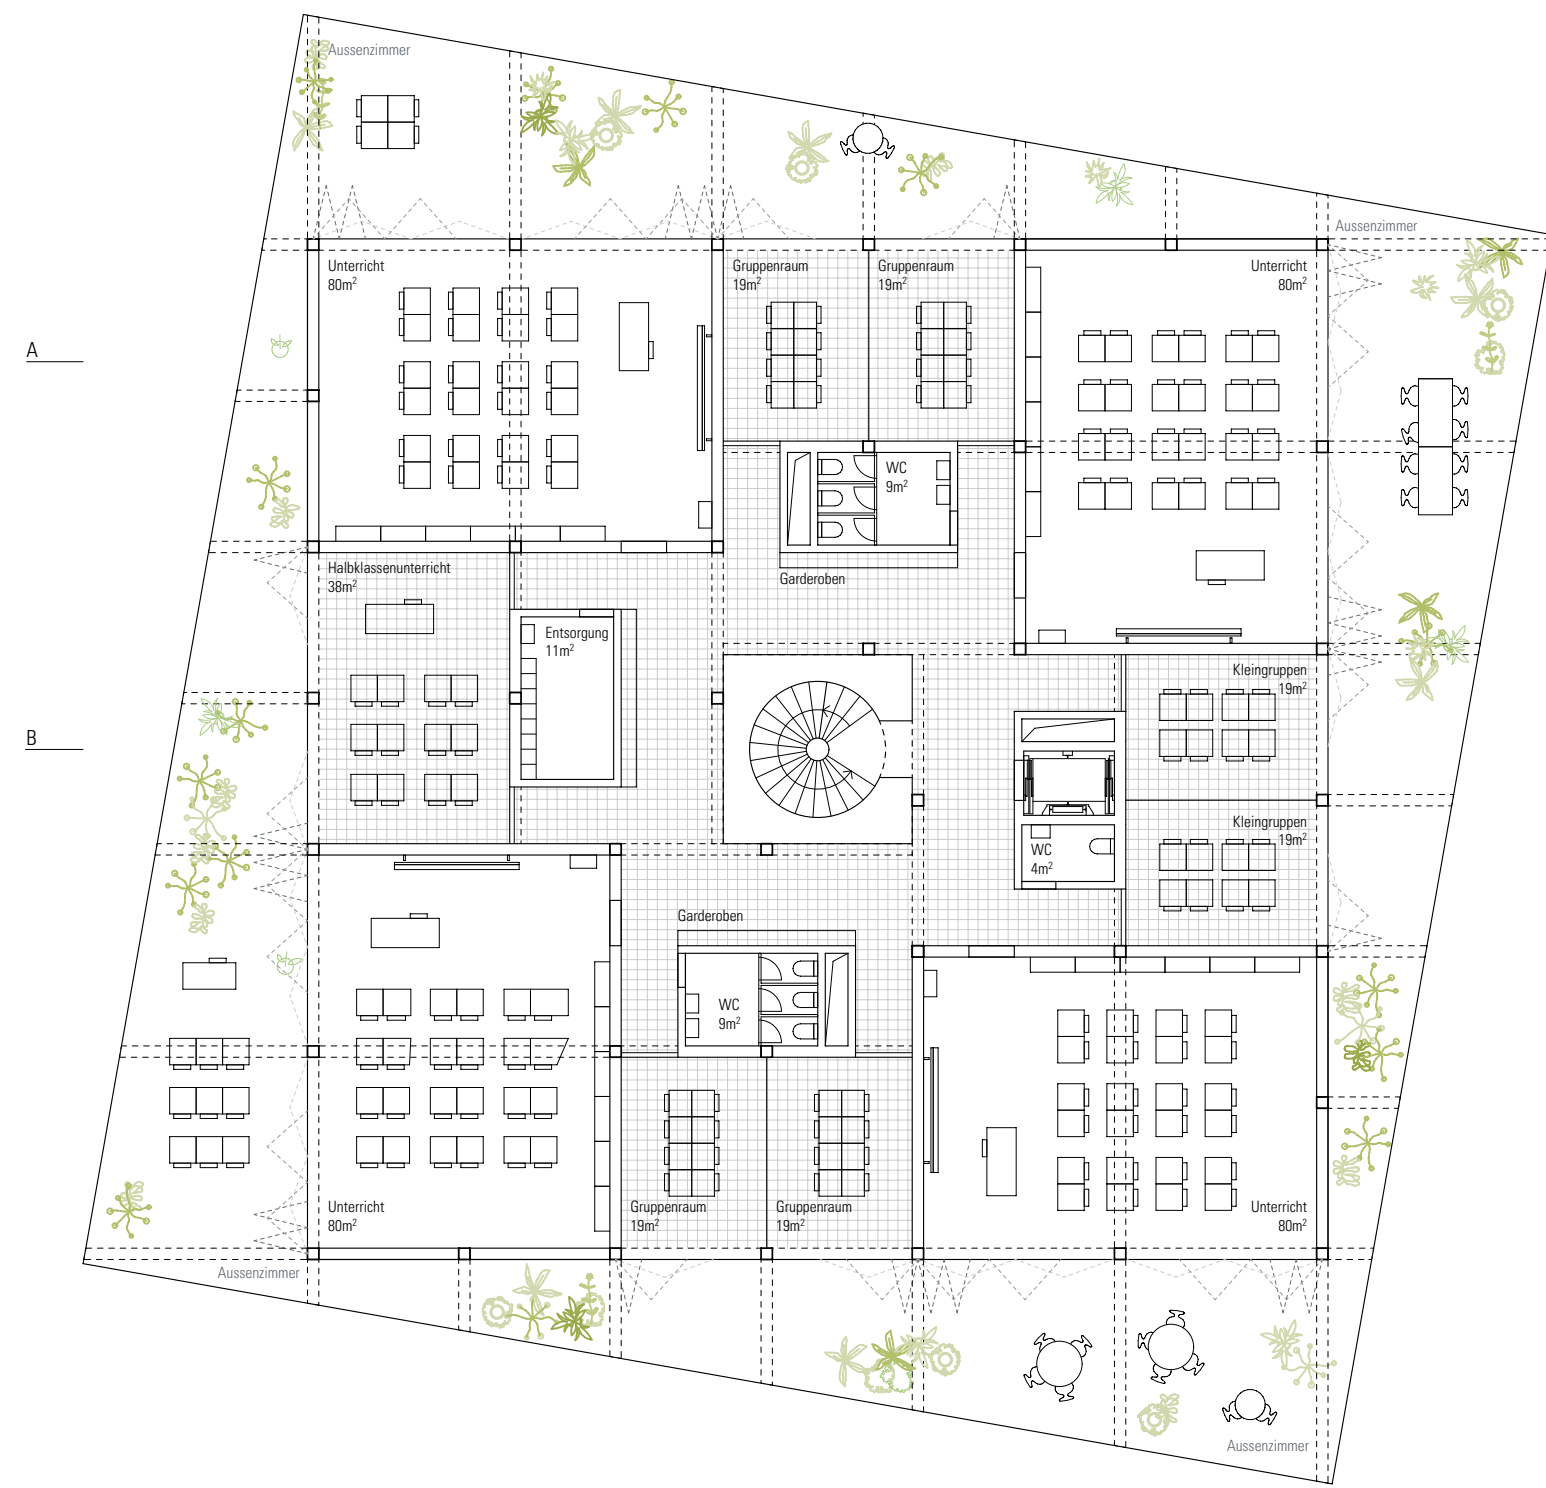 Aussenzimmer
Aussenzimmer
Unterricht
80m²
Gruppenraum
19m²
Gruppenraum
19m²
Unterricht
80m²
A
WC
9m²
Halbklassenunterricht
38m²
Garderoben
Entsorgung
11m²
Kleingruppen
19m²
B
Kleingruppen
19m²
WC
4m²
Garderoben
WC
9m²
Unterricht
80m²
Gruppenraum
19m²
Gruppenraum
19m²
Unterricht
80m²
Aussenzimmer
Aussenzimmer